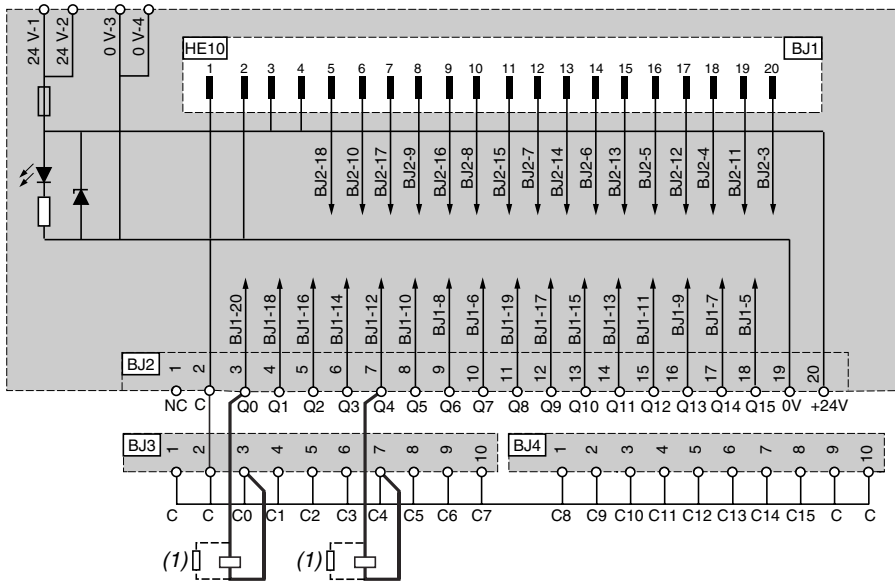 24 V-1
24 V-2
0 V-3
0 V-4
HE10
BJ1
1 2 3 4 5 6 7 8 9 10 11 12 13 14 15 16 17 18 19 20
BJ2-18
BJ2-10
BJ2-17
BJ2-9
BJ2-16
BJ2-8
BJ2-15
BJ2-7
BJ2-14
BJ2-6
BJ2-13
BJ2-5
BJ2-12
BJ2-4
BJ2-11
BJ2-3
BJ1-20
BJ1-18
BJ1-16
BJ1-14
BJ1-12
BJ1-10
BJ1-8
BJ1-6
BJ1-19
BJ1-17
BJ1-15
BJ1-13
BJ1-11
BJ1-9
BJ1-7
BJ1-5
BJ2
1 2 3 4 5 6 7 8 9 10 11 12 13 14 15 16 17 18 19 20
NC C Q0 Q1 Q2 Q3 Q4 Q5 Q6 Q7 Q8 Q9 Q10 Q11 Q12 Q13 Q14 Q15 0V +24V
BJ3
1 2 3 4 5 6 7 8 9 10
BJ4
1 2 3 4 5 6 7 8 9 10
C C C0 C1 C2 C3 C4 C5 C6 C7
C8 C9 C10 C11 C12 C13 C14 C15 C C
(1)
(1)